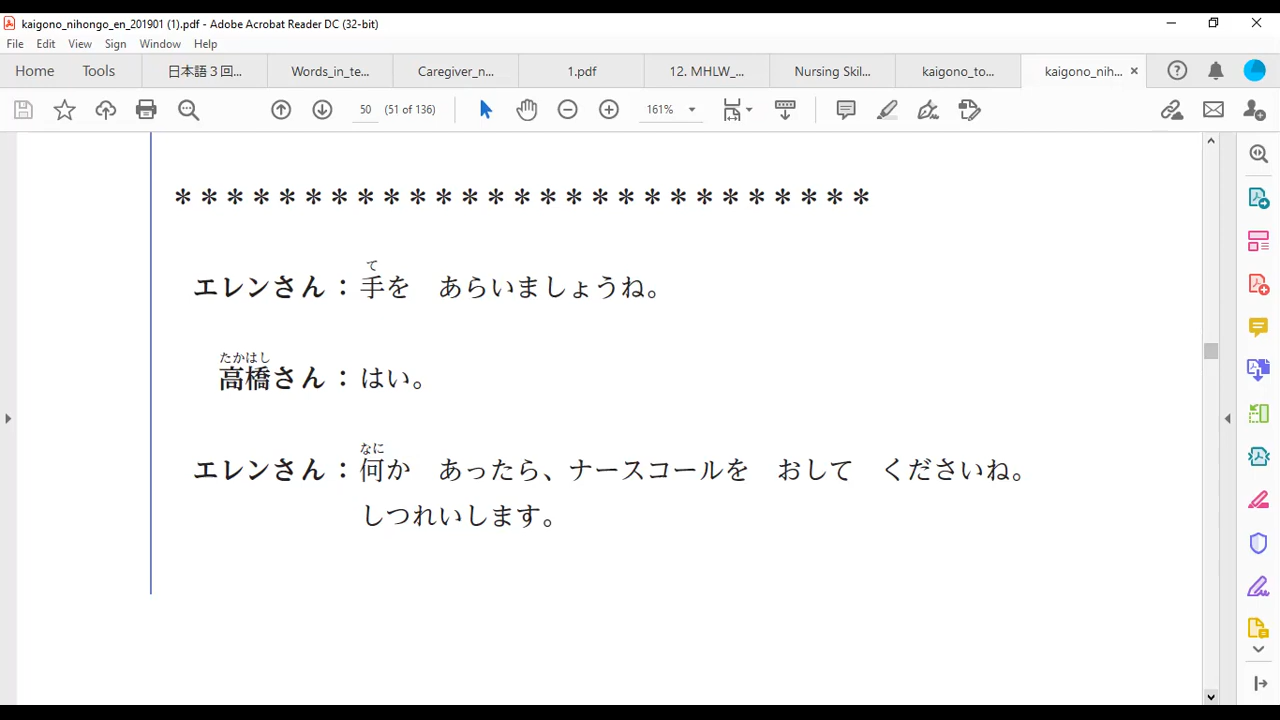 kaigono_nihongo_en_201901 (1).pdf - Adobe Acrobat Reader DC (32-bit)
File Edit View Sign Window Help
Home Tools 日本語３回... Words_in_te... Caregiver_n... 1.pdf 12. MHLW_... Nursing Skil... kaigono_to... kaigono_nih...
50 (51 of 136) 161%
＊＊＊＊＊＊＊＊＊＊＊＊＊＊＊＊＊＊＊＊＊＊＊＊＊＊＊
て
エレンさん：手を　あらいましょうね。
たかはし
高橋さん：はい。
なに
エレンさん：何か　あったら、ナースコールを　おして　くださいね。
しつれいします。